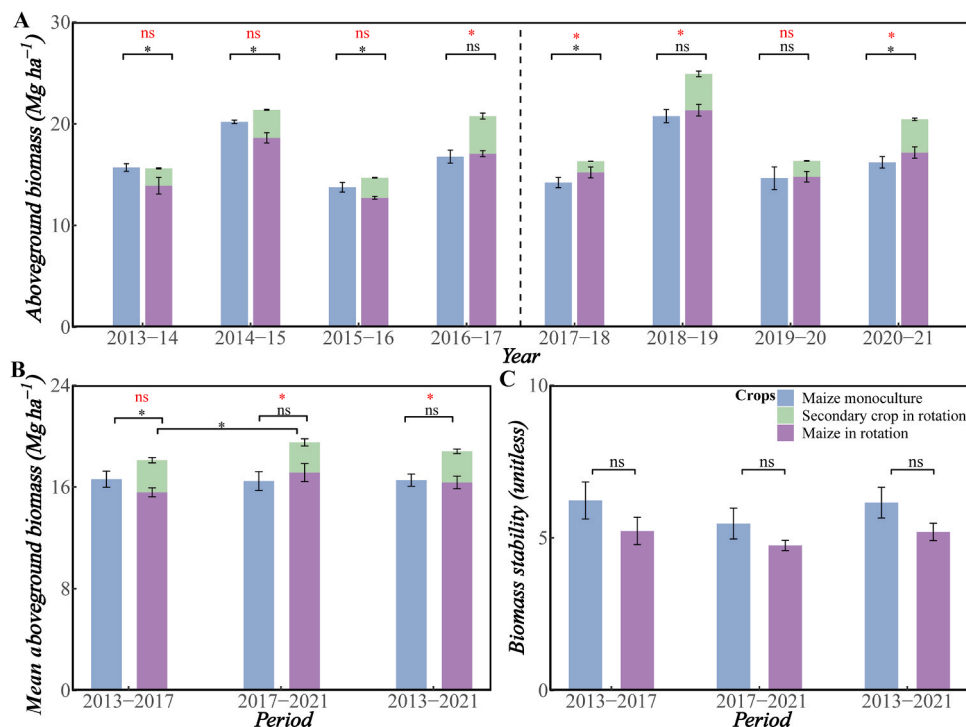 A
Aboveground biomass (Mg ha⁻¹)
30
20
10
0
ns ns ns * * * ns *
* * * ns * ns ns *
2013−14 2014−15 2015−16 2016−17 2017−18 2018−19 2019−20 2020−21
Year
B
Mean aboveground biomass (Mg ha⁻¹)
24
16
8
0
ns * *
* ns ns
*
2013−2017 2017−2021 2013−2021
Period
C
Biomass stability (unitless)
10
5
0
Crops
Maize monoculture
Secondary crop in rotation
Maize in rotation
ns ns ns
2013−2017 2017−2021 2013−2021
Period